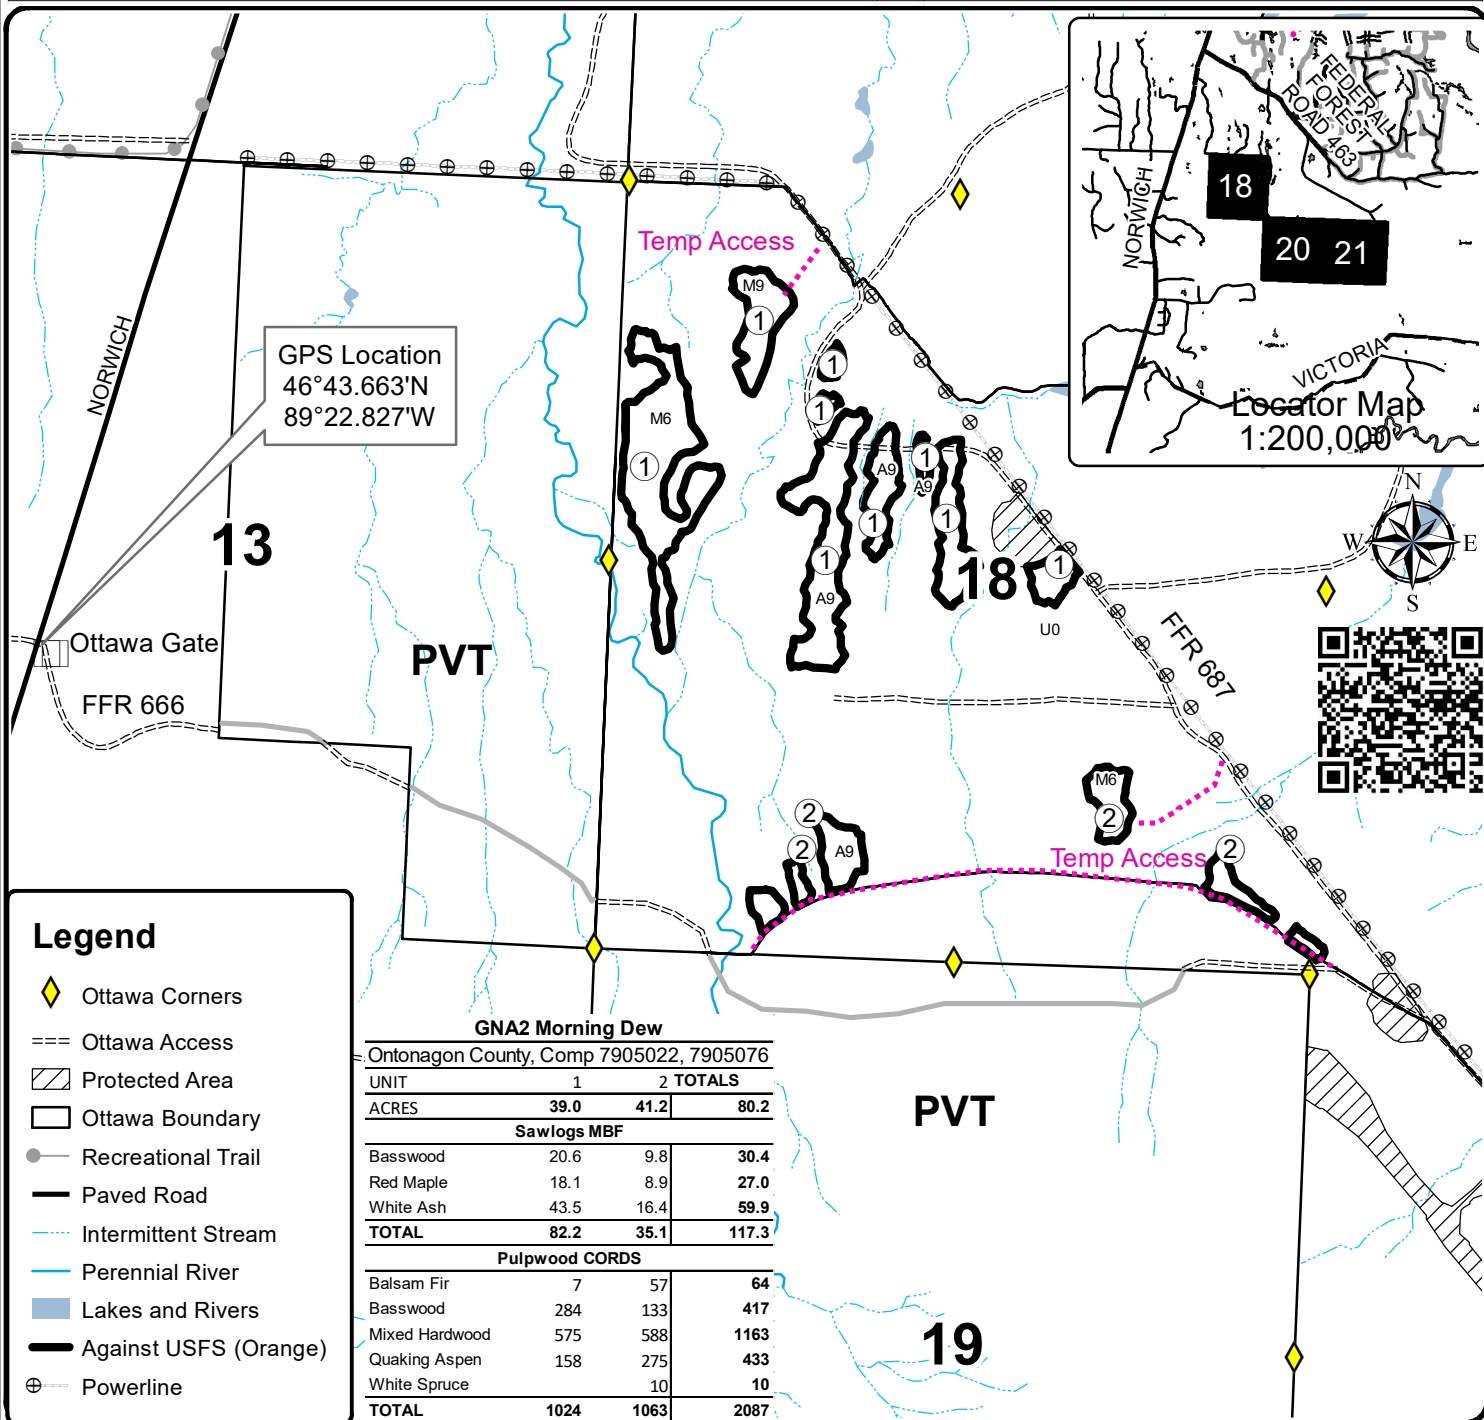 FEDERAL
FOREST
ROAD 463
18
NORWICH
20 21
VICTORIA
Locator Map
1:200,000
Temp Access
M9
1
NORWICH
GPS Location
46°43.663'N
89°22.827'W
1
1
M6
1
A9
1
A9
1
1
1
A9
1
U0
13
18
N
W E
S
Ottawa Gate
PVT
FFR 666
FFR 687
M6
2
2
2
A9
Temp Access
2
Legend
Ottawa Corners
Ottawa Access
Protected Area
Ottawa Boundary
Recreational Trail
Paved Road
Intermittent Stream
Perennial River
Lakes and Rivers
Against USFS (Orange)
Powerline
GNA2 Morning Dew
Ontonagon County, Comp 7905022, 7905076
UNIT 1 2 TOTALS
ACRES 39.0 41.2 80.2
Sawlogs MBF
Basswood 20.6 9.8 30.4
Red Maple 18.1 8.9 27.0
White Ash 43.5 16.4 59.9
TOTAL 82.2 35.1 117.3
Pulpwood CORDS
Balsam Fir 7 57 64
Basswood 284 133 417
Mixed Hardwood 575 588 1163
Quaking Aspen 158 275 433
White Spruce 10 10
TOTAL 1024 1063 2087
PVT
19